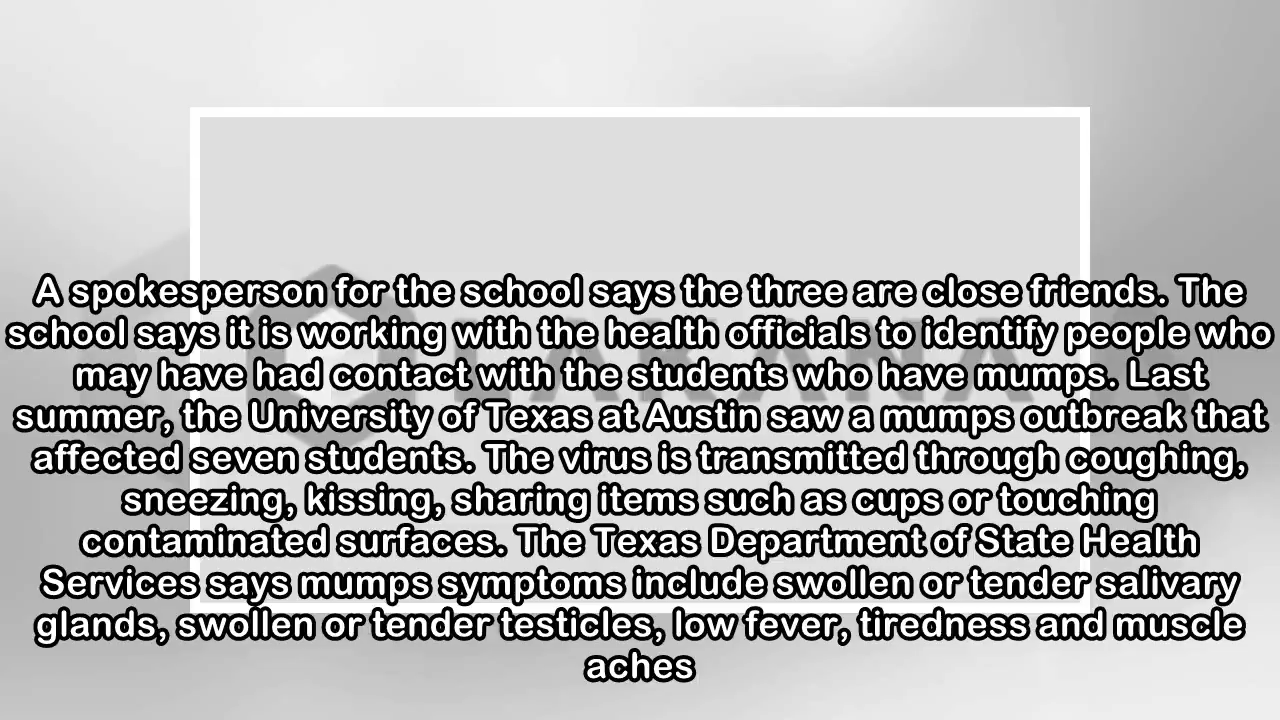 A spokesperson for the school says the three are close friends. The
school says it is working with the health officials to identify people who
may have had contact with the students who have mumps. Last
summer, the University of Texas at Austin saw a mumps outbreak that
affected seven students. The virus is transmitted through coughing,
sneezing, kissing, sharing items such as cups or touching
contaminated surfaces. The Texas Department of State Health
Services says mumps symptoms include swollen or tender salivary
glands, swollen or tender testicles, low fever, tiredness and muscle
aches